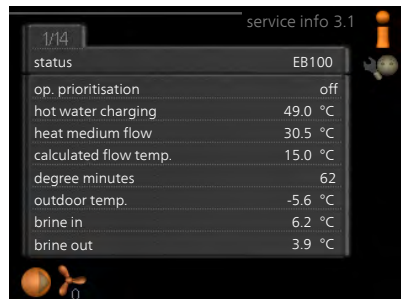 service info 3.1
1/14
status EB100
op. prioritisation off
hot water charging 49.0 °C
heat medium flow 30.5 °C
calculated flow temp. 15.0 °C
degree minutes 62
outdoor temp. -5.6 °C
brine in 6.2 °C
brine out 3.9 °C
0